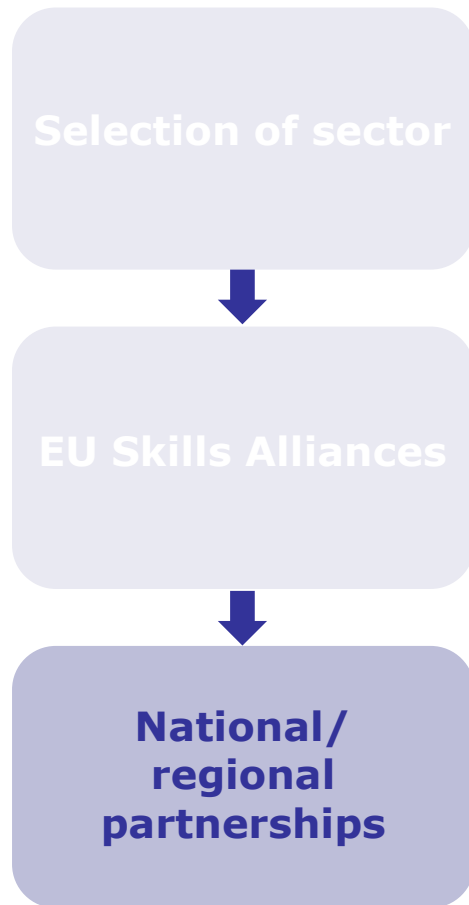 Selection of sector
EU Skills Alliances
National/
regional
partnerships